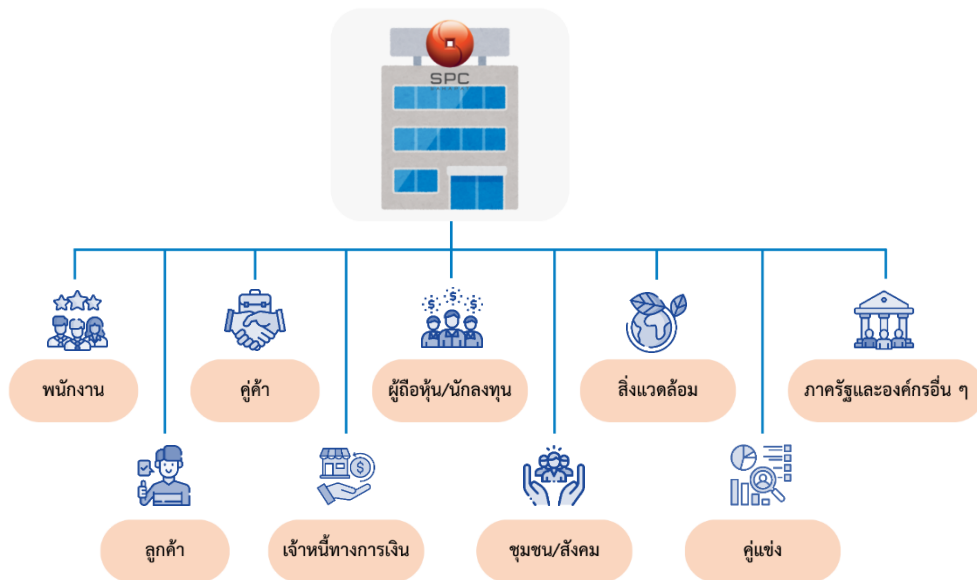 SPC
พนักงาน
คู่ค้า
ผู้ถือหุ้น/นักลงทุน
สิ่งแวดล้อม
ภาครัฐและองค์กรอื่น ๆ
ลูกค้า
เจ้าหนี้ทางการเงิน
ชุมชน/สังคม
คู่แข่ง